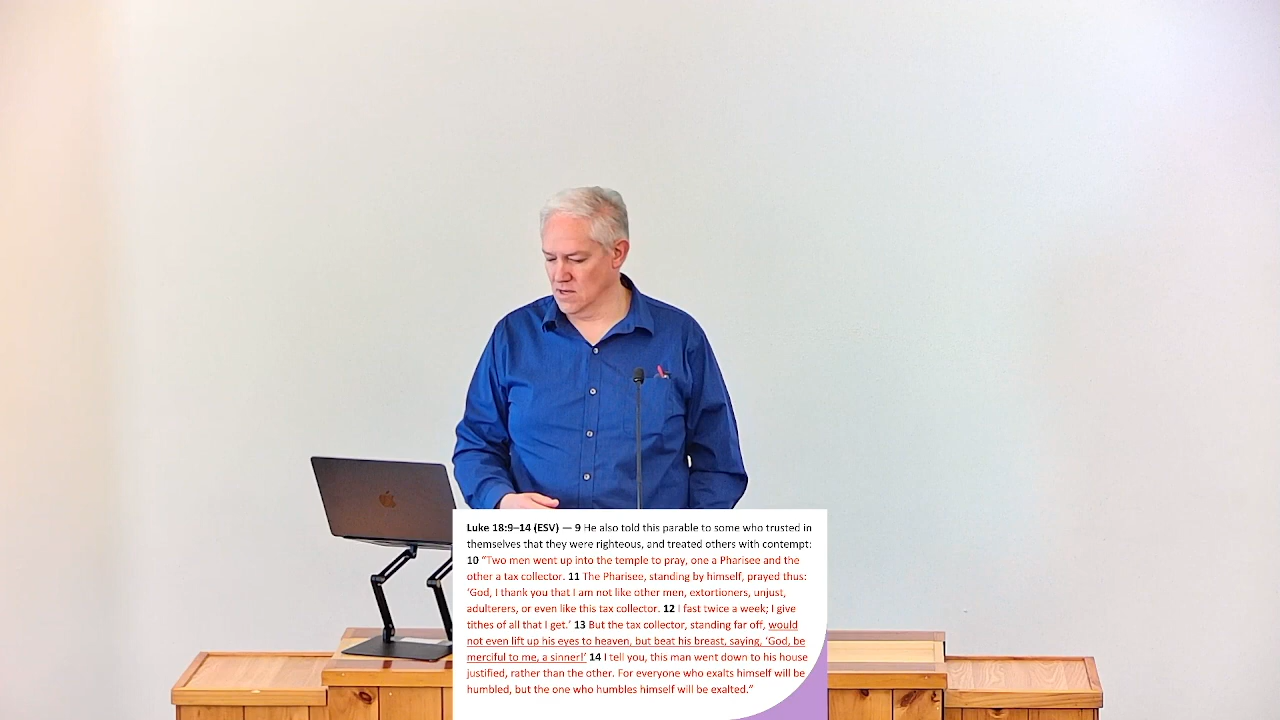 Luke 18:9–14 (ESV) — 9 He also told this parable to some who trusted in
themselves that they were righteous, and treated others with contempt:
10 “Two men went up into the temple to pray, one a Pharisee and the
other a tax collector. 11 The Pharisee, standing by himself, prayed thus:
‘God, I thank you that I am not like other men, extortioners, unjust,
adulterers, or even like this tax collector. 12 I fast twice a week; I give
tithes of all that I get.’ 13 But the tax collector, standing far off, would
not even lift up his eyes to heaven, but beat his breast, saying, ‘God, be
merciful to me, a sinner!’ 14 I tell you, this man went down to his house
justified, rather than the other. For everyone who exalts himself will be
humbled, but the one who humbles himself will be exalted.”